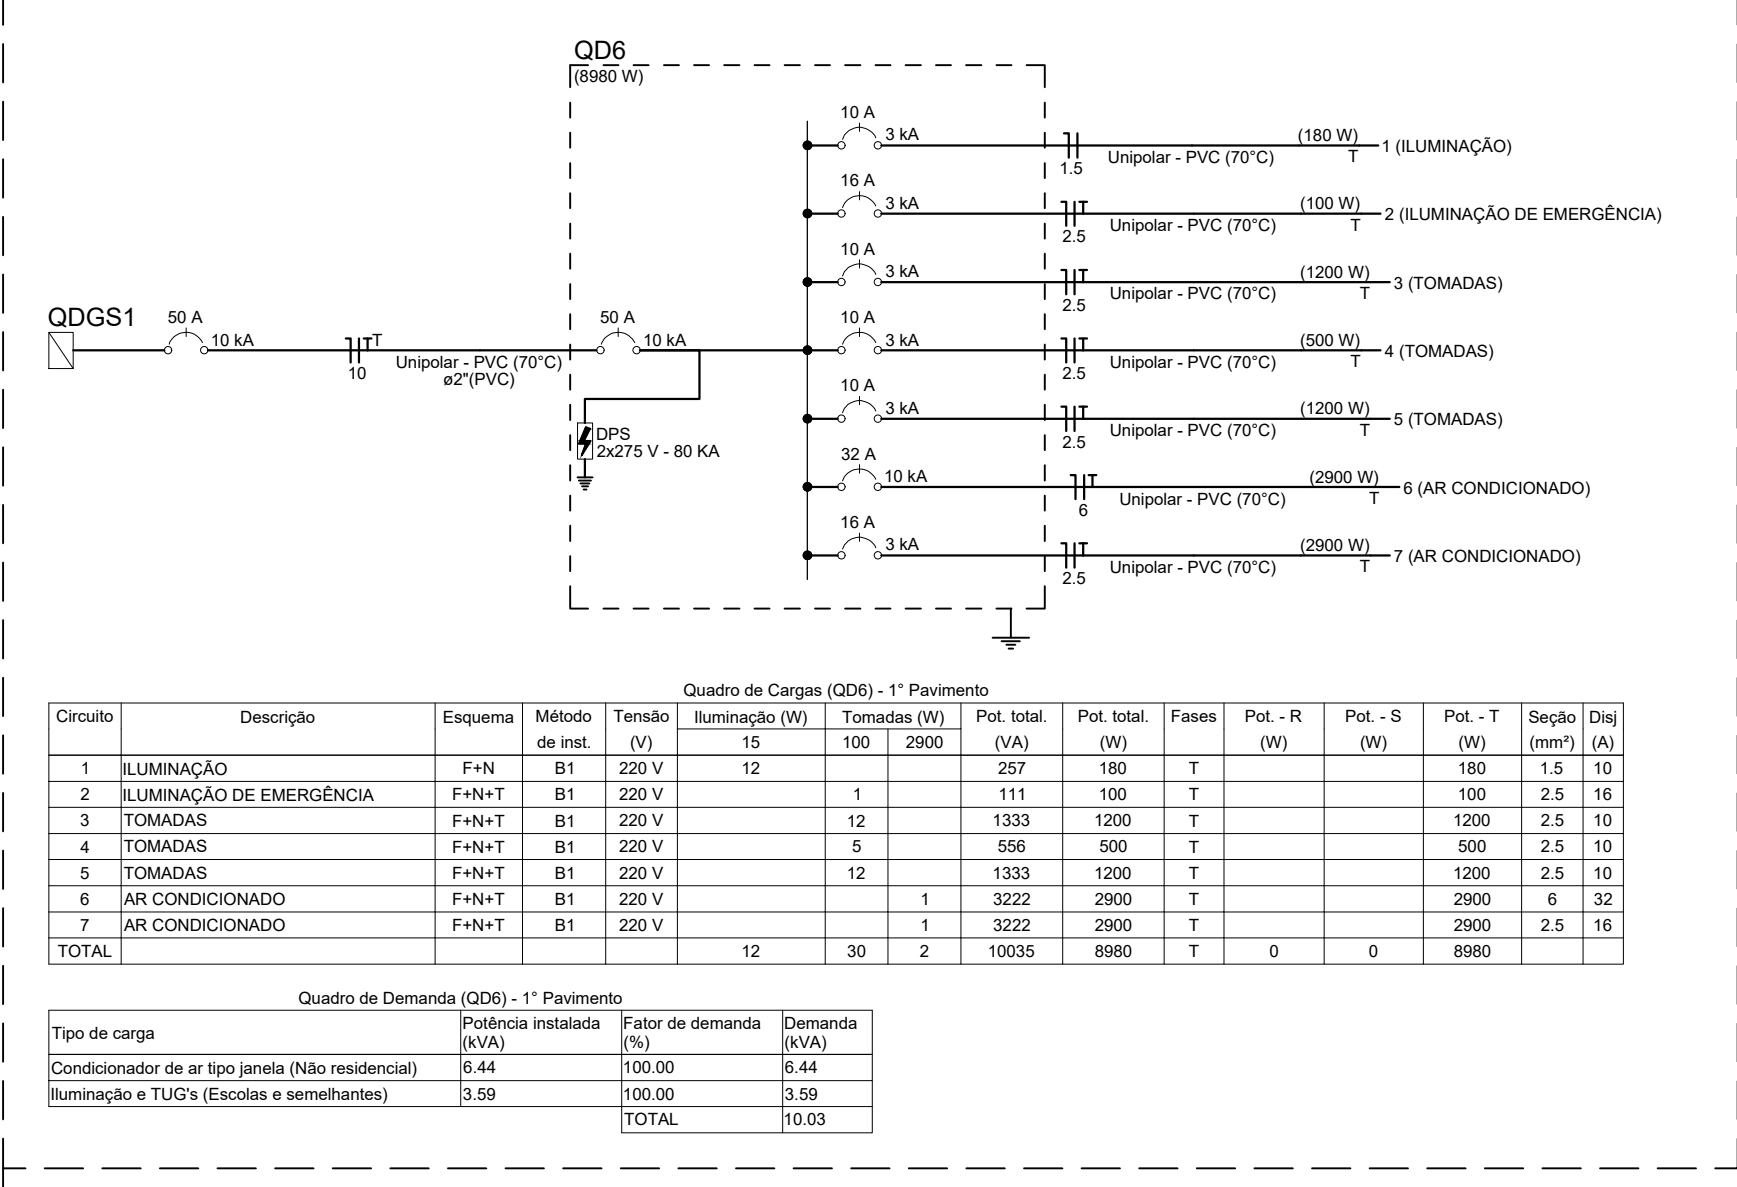 QD6
(8980 W)
10 A
3 kA
1.5
Unipolar - PVC (70°C)
(180 W)
T
1 (ILUMINAÇÃO)
16 A
3 kA
T
2.5
Unipolar - PVC (70°C)
(100 W)
T
2 (ILUMINAÇÃO DE EMERGÊNCIA)
10 A
3 kA
T
2.5
Unipolar - PVC (70°C)
(1200 W)
T
3 (TOMADAS)
QDGS1
50 A
10 kA
T
10
Unipolar - PVC (70°C)
ø2"(PVC)
50 A
10 kA
10 A
3 kA
T
2.5
Unipolar - PVC (70°C)
(500 W)
T
4 (TOMADAS)
10 A
3 kA
T
2.5
Unipolar - PVC (70°C)
(1200 W)
T
5 (TOMADAS)
DPS
2x275 V - 80 KA
32 A
10 kA
T
6
Unipolar - PVC (70°C)
(2900 W)
T
6 (AR CONDICIONADO)
16 A
3 kA
T
2.5
Unipolar - PVC (70°C)
(2900 W)
T
7 (AR CONDICIONADO)
Quadro de Cargas (QD6) - 1° Pavimento
Circuito Descrição Esquema Método Tensão Iluminação (W) Tomadas (W) Pot. total. Pot. total. Fases Pot. - R Pot. - S Pot. - T Seção Disj
de inst. (V) 15 100 2900 (VA) (W) (W) (W) (W) (mm²) (A)
1 ILUMINAÇÃO F+N B1 220 V 12 257 180 T 180 1.5 10
2 ILUMINAÇÃO DE EMERGÊNCIA F+N+T B1 220 V 1 111 100 T 100 2.5 16
3 TOMADAS F+N+T B1 220 V 12 1333 1200 T 1200 2.5 10
4 TOMADAS F+N+T B1 220 V 5 556 500 T 500 2.5 10
5 TOMADAS F+N+T B1 220 V 12 1333 1200 T 1200 2.5 10
6 AR CONDICIONADO F+N+T B1 220 V 1 3222 2900 T 2900 6 32
7 AR CONDICIONADO F+N+T B1 220 V 1 3222 2900 T 2900 2.5 16
TOTAL 12 30 2 10035 8980 T 0 0 8980
Quadro de Demanda (QD6) - 1° Pavimento
Tipo de carga Potência instalada (kVA) Fator de demanda (%) Demanda (kVA)
Condicionador de ar tipo janela (Não residencial) 6.44 100.00 6.44
Iluminação e TUG's (Escolas e semelhantes) 3.59 100.00 3.59
TOTAL 10.03